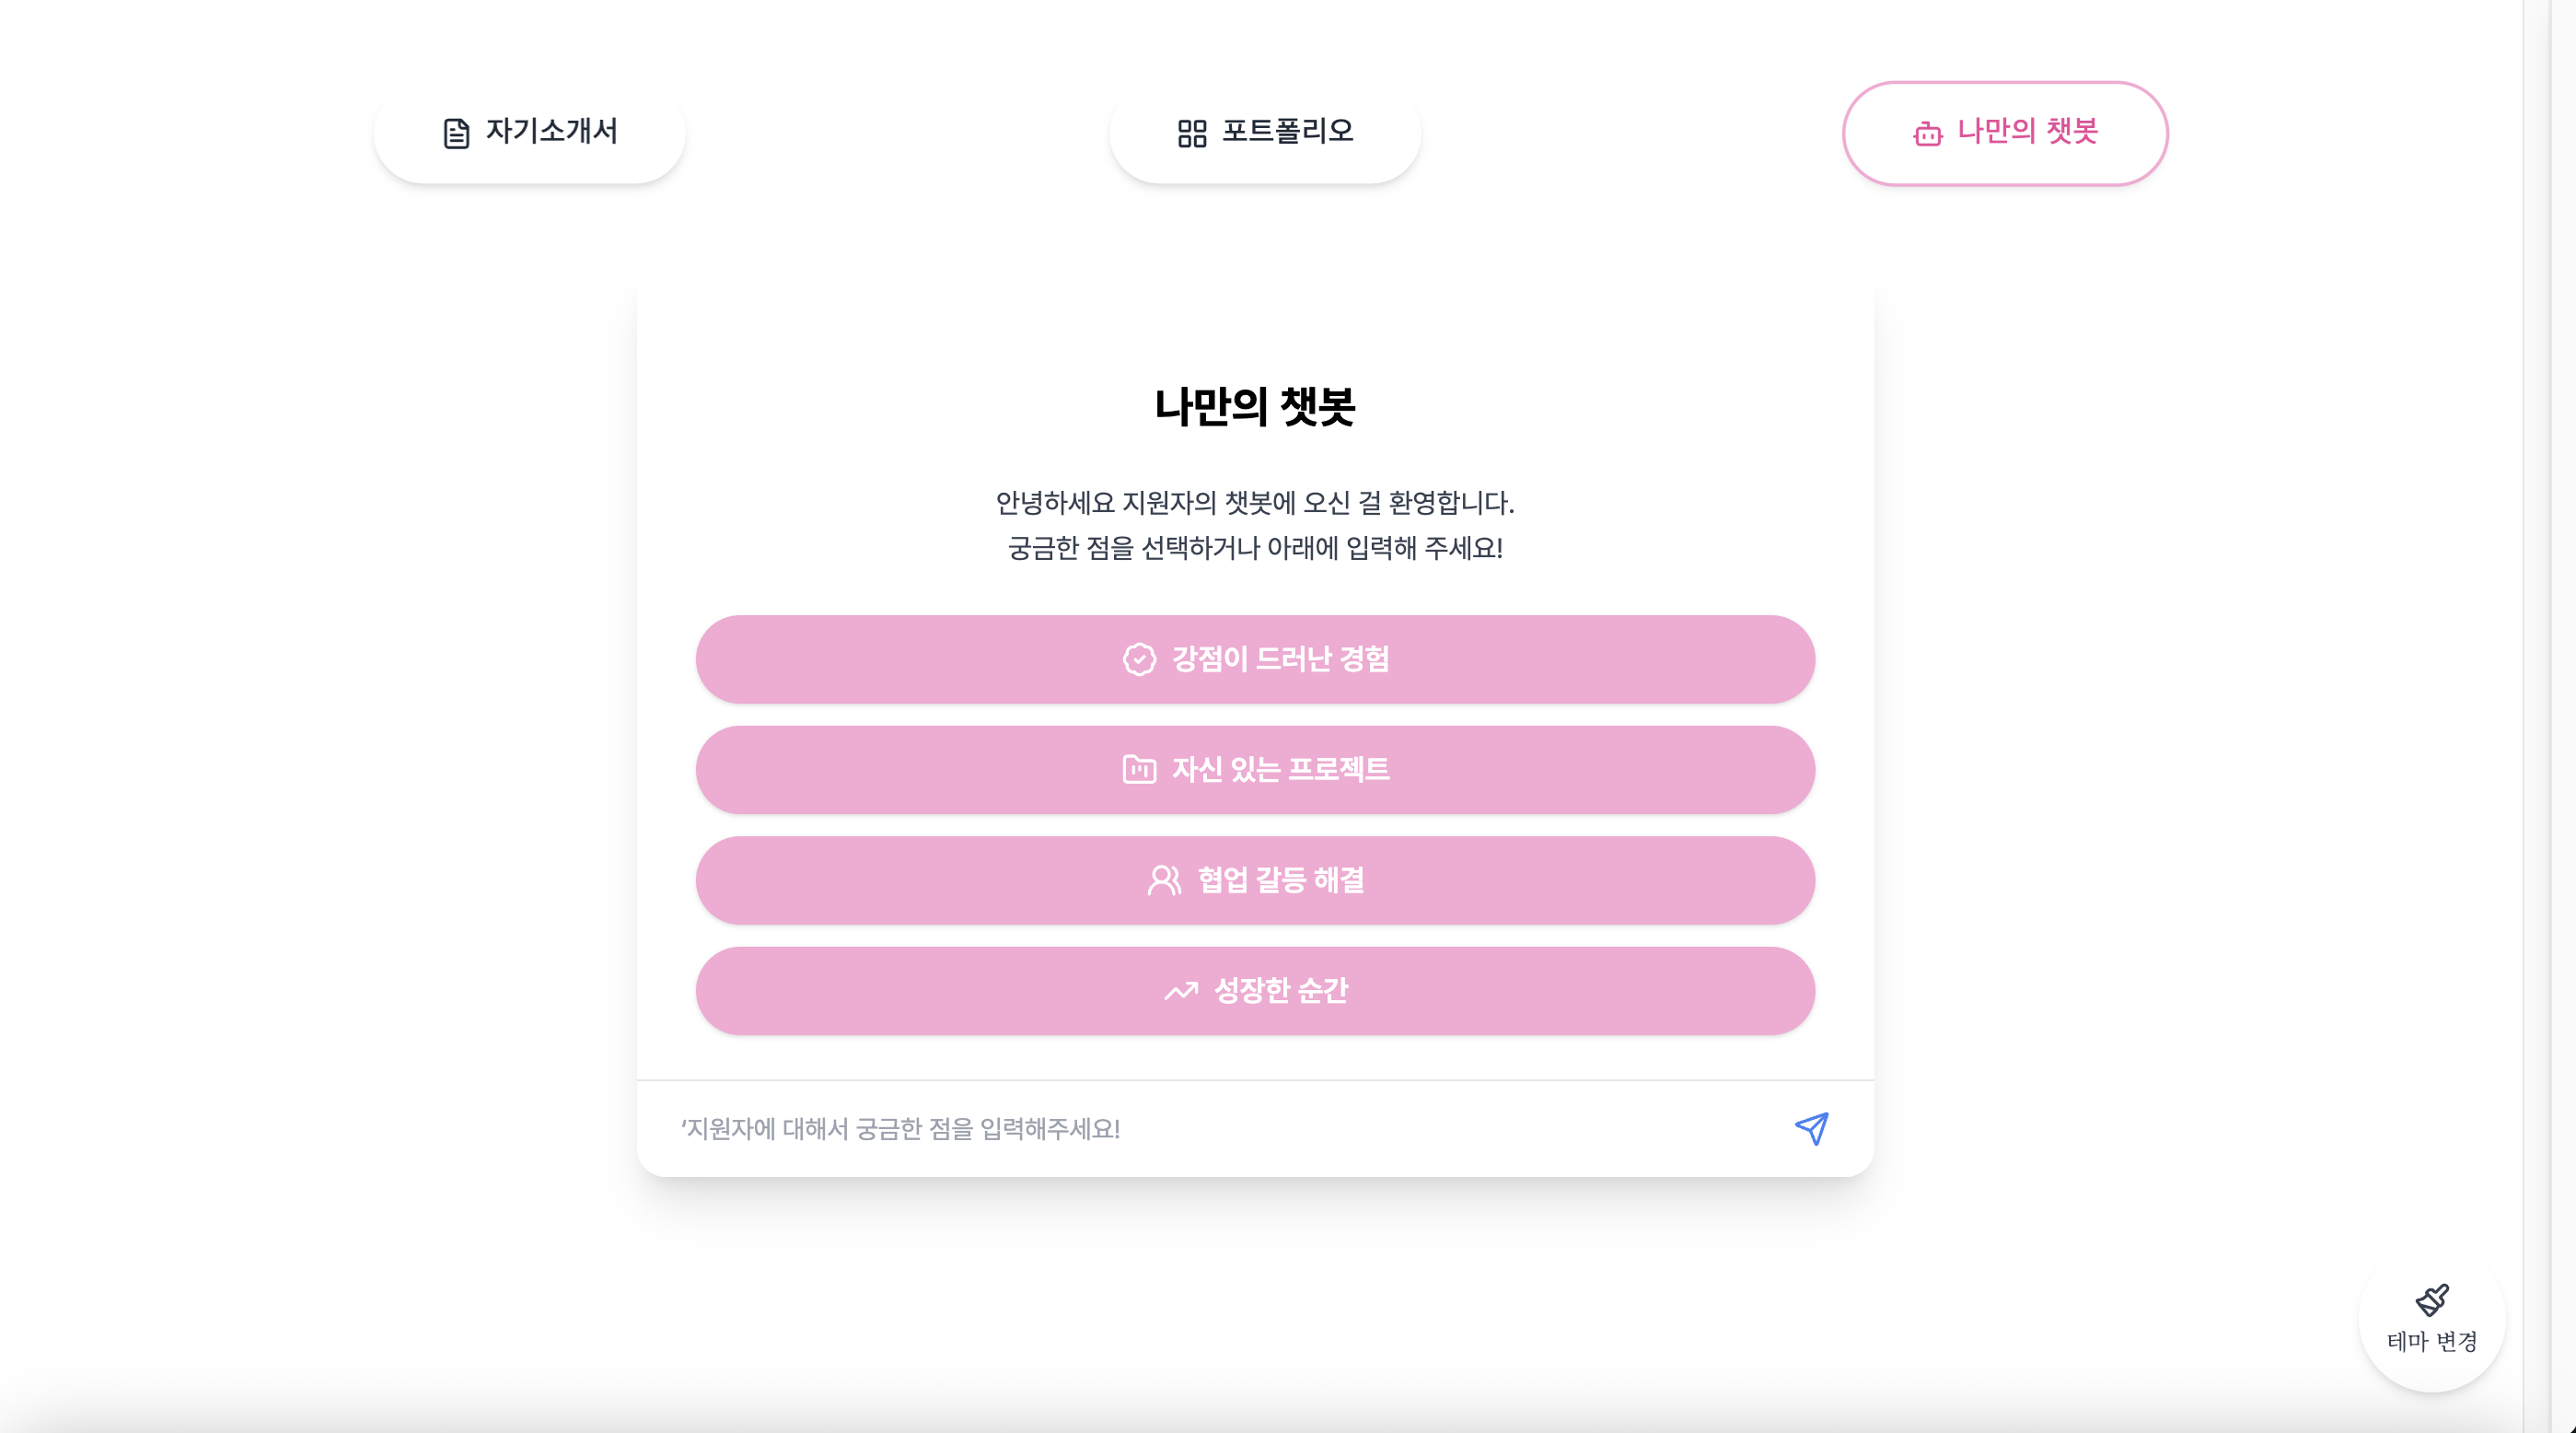 자기소개서
포트폴리오
나만의 챗봇
나만의 챗봇
안녕하세요 지원자의 챗봇에 오신 걸 환영합니다.
궁금한 점을 선택하거나 아래에 입력해 주세요!
강점이 드러난 경험
자신 있는 프로젝트
협업 갈등 해결
성장한 순간
‘지원자에 대해서 궁금한 점을 입력해주세요!
테마 변경